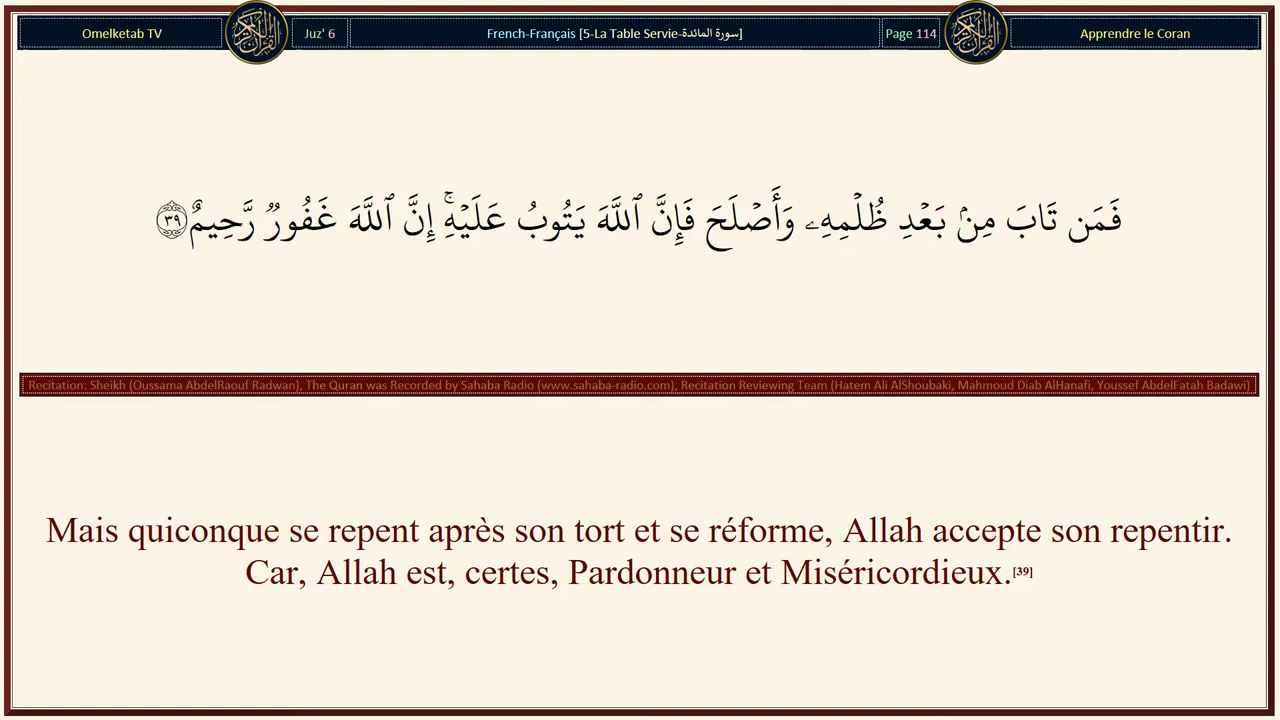 Omelketab TV
Juz' 6
French-Français [5-La Table Servie-سورة المائدة]
Page 114
Apprendre le Coran
فَمَن تَابَ مِنۢ بَعۡدِ ظُلۡمِهِۦ وَأَصۡلَحَ فَإِنَّ ٱللَّهَ يَتُوبُ عَلَيۡهِۚ إِنَّ ٱللَّهَ غَفُورٞ رَّحِيمٌ ٣٩
Recitation: Sheikh (Oussama AbdelRaouf Radwan), The Quran was Recorded by Sahaba Radio (www.sahaba-radio.com), Recitation Reviewing Team (Hatem Ali AlShoubaki, Mahmoud Diab AlHanafi, Youssef AbdelFatah Badawi)
Mais quiconque se repent après son tort et se réforme, Allah accepte son repentir.
Car, Allah est, certes, Pardonneur et Miséricordieux.[39]